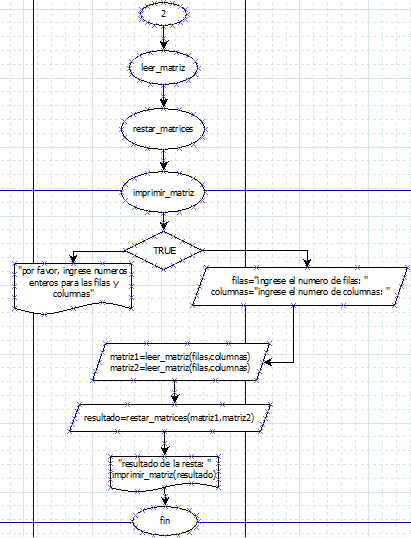 2
leer_matriz
restar_matrices
imprimir_matriz
TRUE
"por favor, ingrese numeros
enteros para las filas y
columnas"
filas="ingrese el numero de filas: "
columnas="ingrese el numero de columnas: "
matriz1=leer_matriz(filas,columnas)
matriz2=leer_matriz(filas,columnas)
resultado=restar_matrices(matriz1,matriz2)
"resultado de la resta: "
imprimir_matriz(resultado)
fin